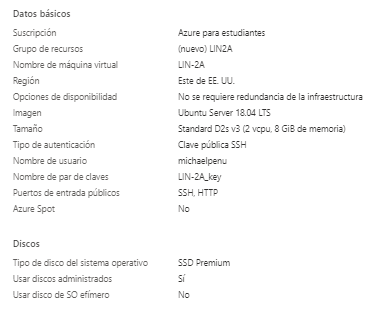 Datos básicos
Suscripción Azure para estudiantes
Grupo de recursos (nuevo) LIN2A
Nombre de máquina virtual LIN-2A
Región Este de EE. UU.
Opciones de disponibilidad No se requiere redundancia de la infraestructura
Imagen Ubuntu Server 18.04 LTS
Tamaño Standard D2s v3 (2 vcpu, 8 GiB de memoria)
Tipo de autenticación Clave pública SSH
Nombre de usuario michaelpenu
Nombre de par de claves LIN-2A_key
Puertos de entrada públicos SSH, HTTP
Azure Spot No
Discos
Tipo de disco del sistema operativo SSD Premium
Usar discos administrados Sí
Usar disco de SO efímero No